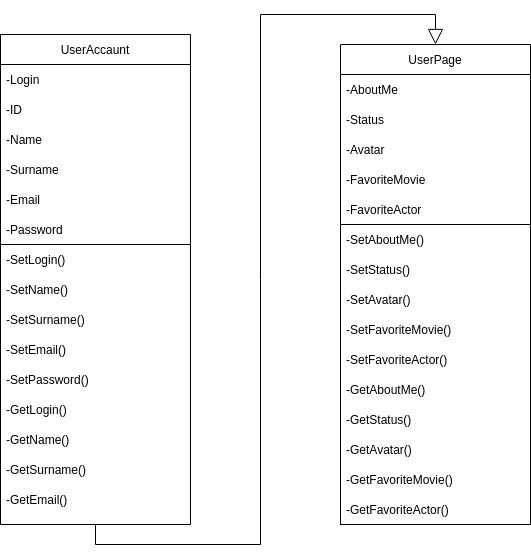 UserAccaunt
-Login
-ID
-Name
-Surname
-Email
-Password
-SetLogin()
-SetName()
-SetSurname()
-SetEmail()
-SetPassword()
-GetLogin()
-GetName()
-GetSurname()
-GetEmail()
UserPage
-AboutMe
-Status
-Avatar
-FavoriteMovie
-FavoriteActor
-SetAboutMe()
-SetStatus()
-SetAvatar()
-SetFavoriteMovie()
-SetFavoriteActor()
-GetAboutMe()
-GetStatus()
-GetAvatar()
-GetFavoriteMovie()
-GetFavoriteActor()